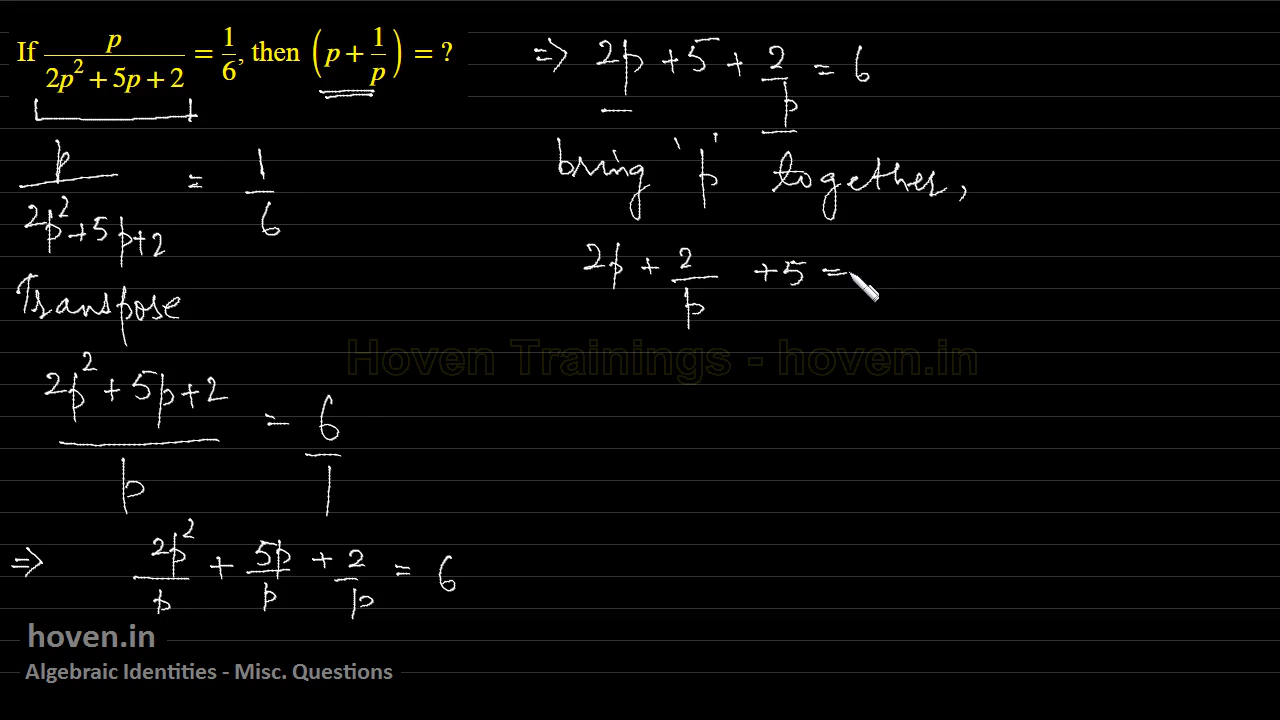 If p/(2p² + 5p + 2) = 1/6, then (p + 1/p) = ?
p/(2p²+5p+2) = 1/6
Transpose
(2p²+5p+2)/p = 6/1
=> 2p²/p + 5p/p + 2/p = 6
=> 2p + 5 + 2/p = 6
bring 'p' together,
2p + 2/p + 5 =
Hoven Trainings - hoven.in
hoven.in
Algebraic Identities - Misc. Questions